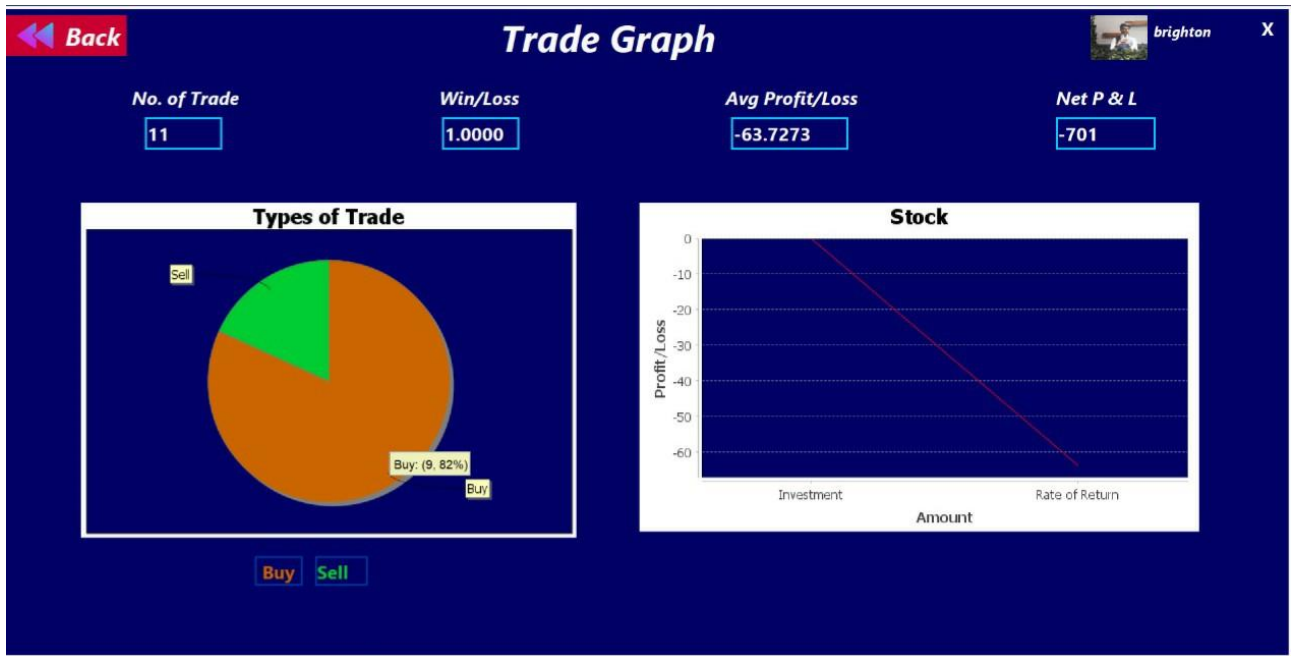 Back
Trade Graph
brighton
X
No. of Trade
Win/Loss
Avg Profit/Loss
Net P & L
11
1.0000
-63.7273
-701
Types of Trade
Sell
Buy: (9, 82%)
Buy
Buy
Sell
Stock
0
-10
-20
-30
-40
-50
-60
Profit/Loss
Investment
Rate of Return
Amount